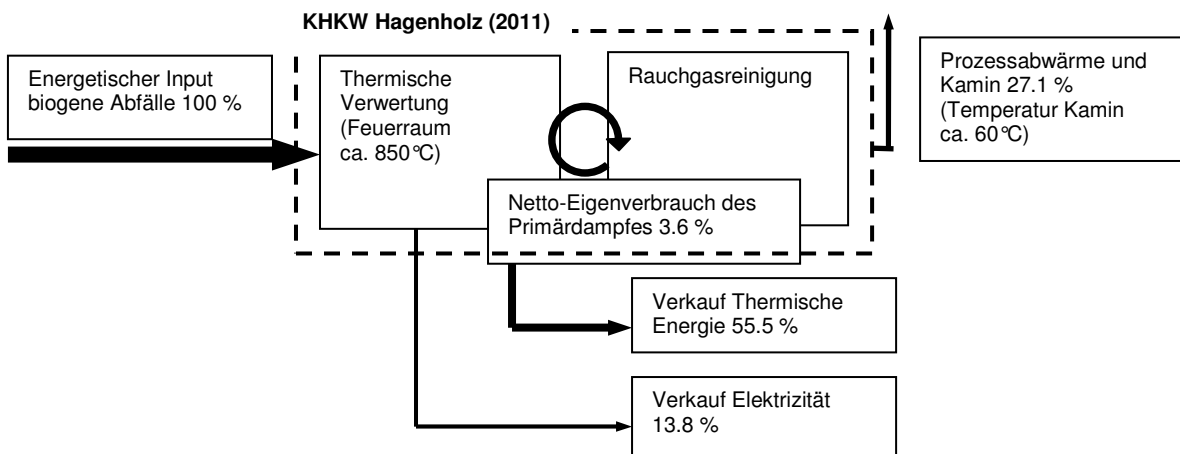 KHKW Hagenholz (2011)
Energetischer Input
biogene Abfälle 100 %
Thermische
Verwertung
(Feuerraum
ca. 850°C)
Rauchgasreinigung
Prozessabwärme und
Kamin 27.1 %
(Temperatur Kamin
ca. 60°C)
Netto-Eigenverbrauch des
Primärdampfes 3.6 %
Verkauf Thermische
Energie 55.5 %
Verkauf Elektrizität
13.8 %